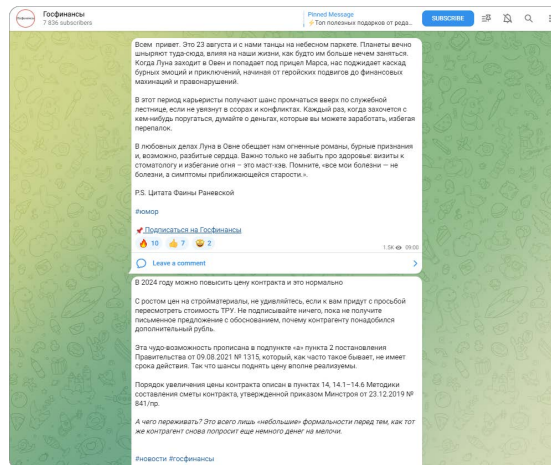 Госфинансы
7 836 subscribers
Pinned Message
⚡Топ полезных подарков от реда...
SUBSCRIBE
Всем привет. Это 23 августа и с нами танцы на небесном паркете. Планеты вечно
шныряют туда-сюда, влияя на наши жизни, как будто им больше нечем заняться.
Когда Луна заходит в Овен и попадает под прицел Марса, нас поджидает каскад
бурных эмоций и приключений, начиная от геройских подвигов до финансовых
махинаций и правонарушений.
В этот период карьеристы получают шанс промчаться вверх по служебной
лестнице, если не увязнут в ссорах и конфликтах. Каждый раз, когда захочется с
кем-нибудь поругаться, думайте о деньгах, которые вы можете заработать, избегая
перепалок.
В любовных делах Луна в Овне обещает нам огненные романы, бурные признания
и, возможно, разбитые сердца. Важно только не забыть про здоровье: визиты к
стоматологу и избегание огня – это маст-хэв. Помните, «все мои болезни — не
болезни, а симптомы приближающейся старости.».
P.S. Цитата Фаины Раневской
#юмор
📌 Подписаться на Госфинансы
🔥 10 👍 7 2
1.5K 09:00
Leave a comment
В 2024 году можно повысить цену контракта и это нормально
С ростом цен на стройматериалы, не удивляйтесь, если к вам придут с просьбой
пересмотреть стоимость ТРУ. Не подписывайте ничего, пока не получите
письменное предложение с обоснованием, почему контрагенту понадобился
дополнительный рубль.
Эта чудо-возможность прописана в подпункте «а» пункта 2 постановления
Правительства от 09.08.2021 № 1315, который, как часто такое бывает, не имеет
срока действия. Так что шансы поднять цену вполне реализуемы.
Порядок увеличения цены контракта описан в пунктах 14, 14.1–14.6 Методики
составления сметы контракта, утвержденной приказом Минстроя от 23.12.2019 №
841/пр.
А чего переживать? Это всего лишь «небольшие» формальности перед тем, как тот
же контрагент снова попросит еще немного денег на мелочи.
#новости #госфинансы